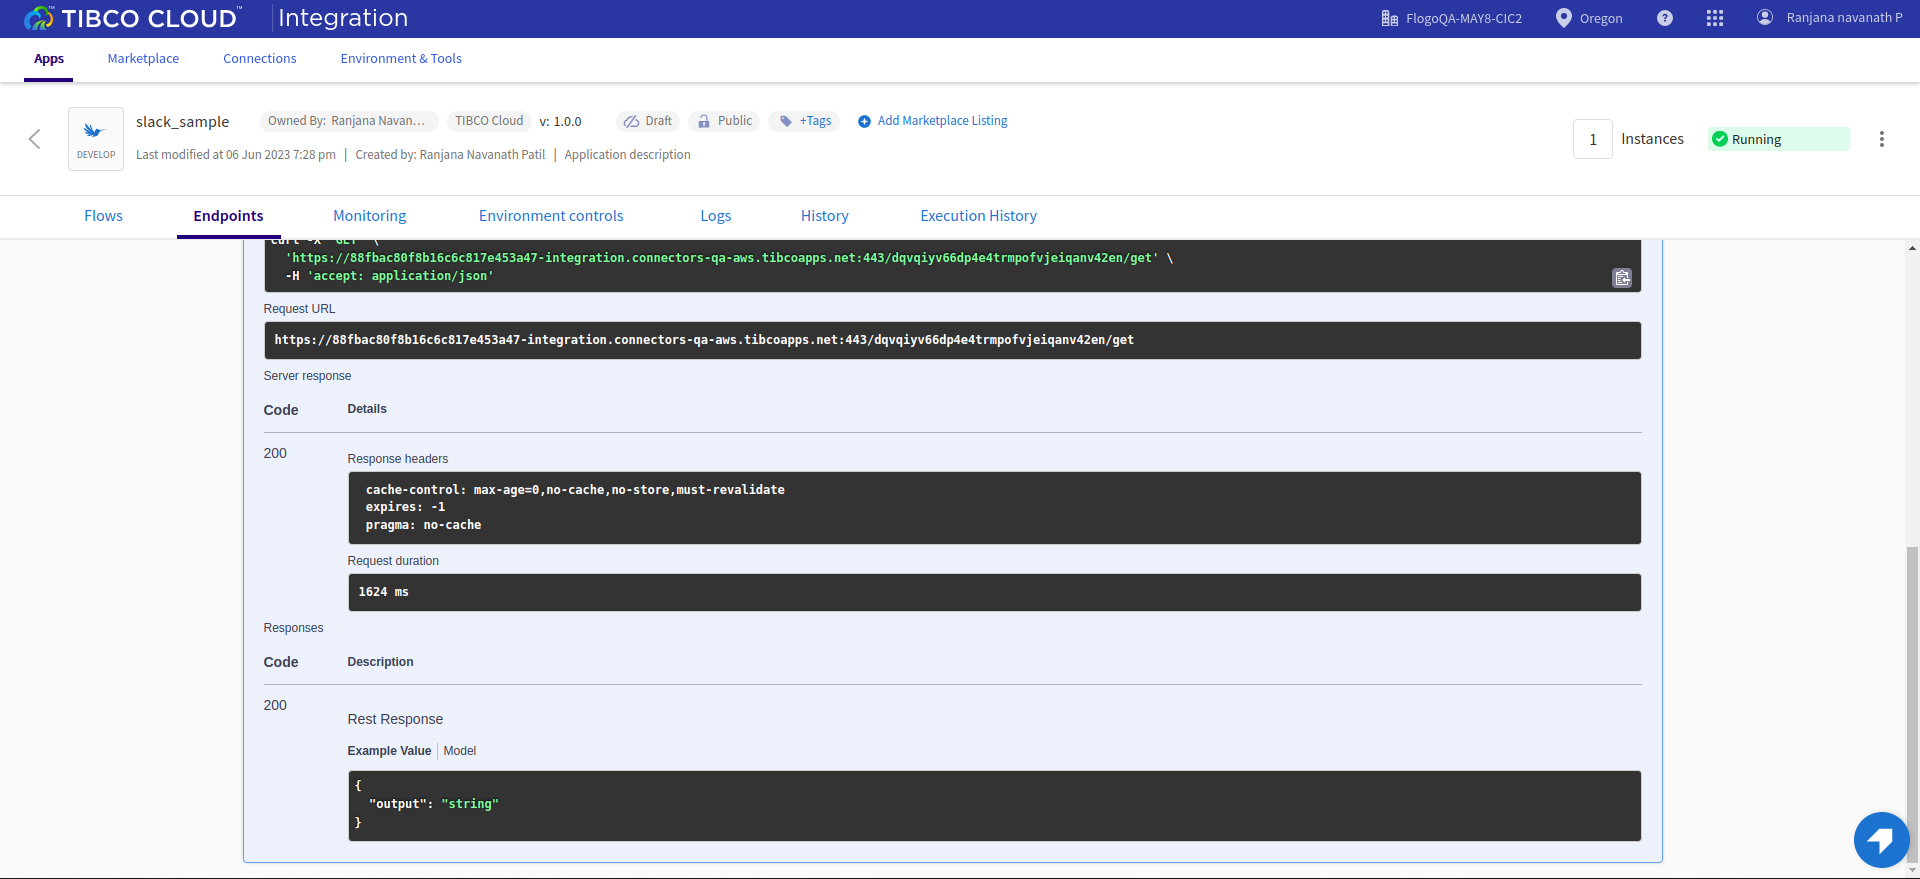 TIBCO CLOUD™ Integration FlogoQA-MAY8-CIC2 Oregon ? Ranjana navanath P
Apps Marketplace Connections Environment & Tools
slack_sample Owned By: Ranjana Navan... TIBCO Cloud v: 1.0.0 Draft Public +Tags Add Marketplace Listing
DEVELOP
Last modified at 06 Jun 2023 7:28 pm | Created by: Ranjana Navanath Patil | Application description
1 Instances Running
Flows Endpoints Monitoring Environment controls Logs History Execution History
curl -X 'GET' \
'https://88fbac80f8b16c6c817e453a47-integration.connectors-qa-aws.tibcoapps.net:443/dqvqiyv66dp4e4trmpofvjeiqanv42en/get' \
-H 'accept: application/json'
Request URL
https://88fbac80f8b16c6c817e453a47-integration.connectors-qa-aws.tibcoapps.net:443/dqvqiyv66dp4e4trmpofvjeiqanv42en/get
Server response
Code Details
200
Response headers
cache-control: max-age=0,no-cache,no-store,must-revalidate
expires: -1
pragma: no-cache
Request duration
1624 ms
Responses
Code Description
200
Rest Response
Example Value Model
{
"output": "string"
}